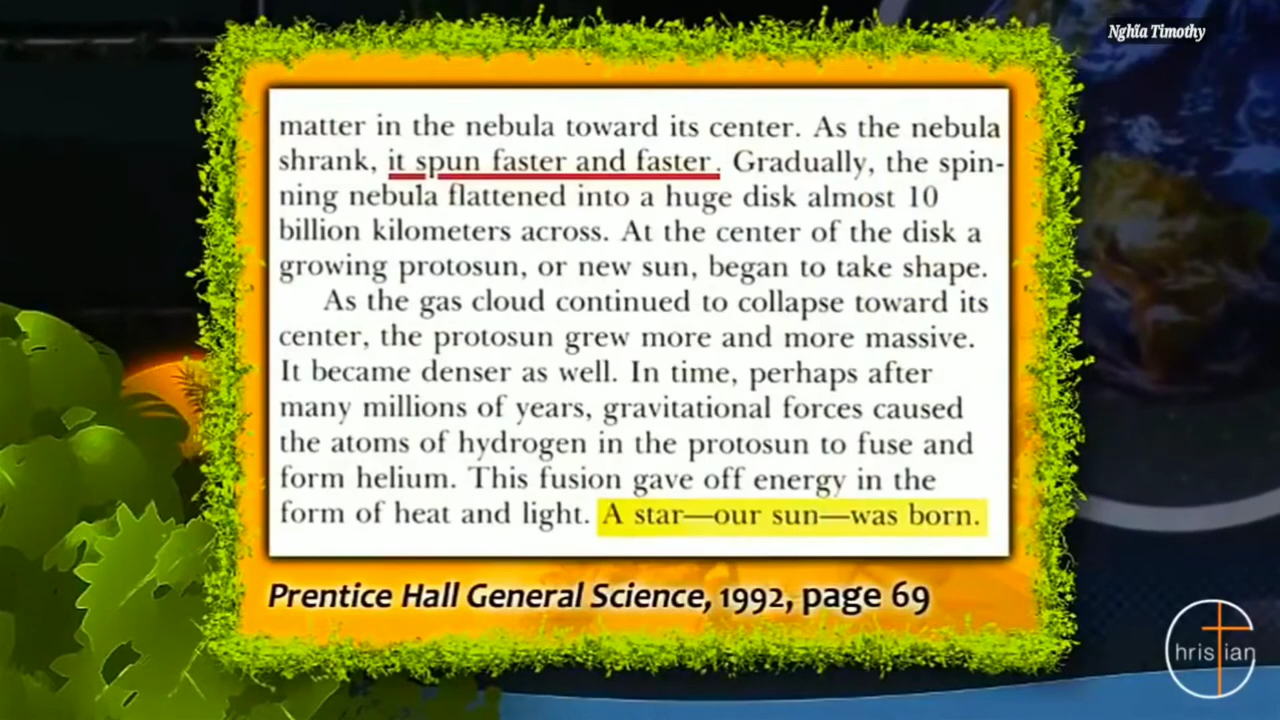 Nghĩa Timothy
matter in the nebula toward its center. As the nebula
shrank, it spun faster and faster. Gradually, the spin-
ning nebula flattened into a huge disk almost 10
billion kilometers across. At the center of the disk a
growing protosun, or new sun, began to take shape.
As the gas cloud continued to collapse toward its
center, the protosun grew more and more massive.
It became denser as well. In time, perhaps after
many millions of years, gravitational forces caused
the atoms of hydrogen in the protosun to fuse and
form helium. This fusion gave off energy in the
form of heat and light. A star—our sun—was born.
Prentice Hall General Science, 1992, page 69
hristian